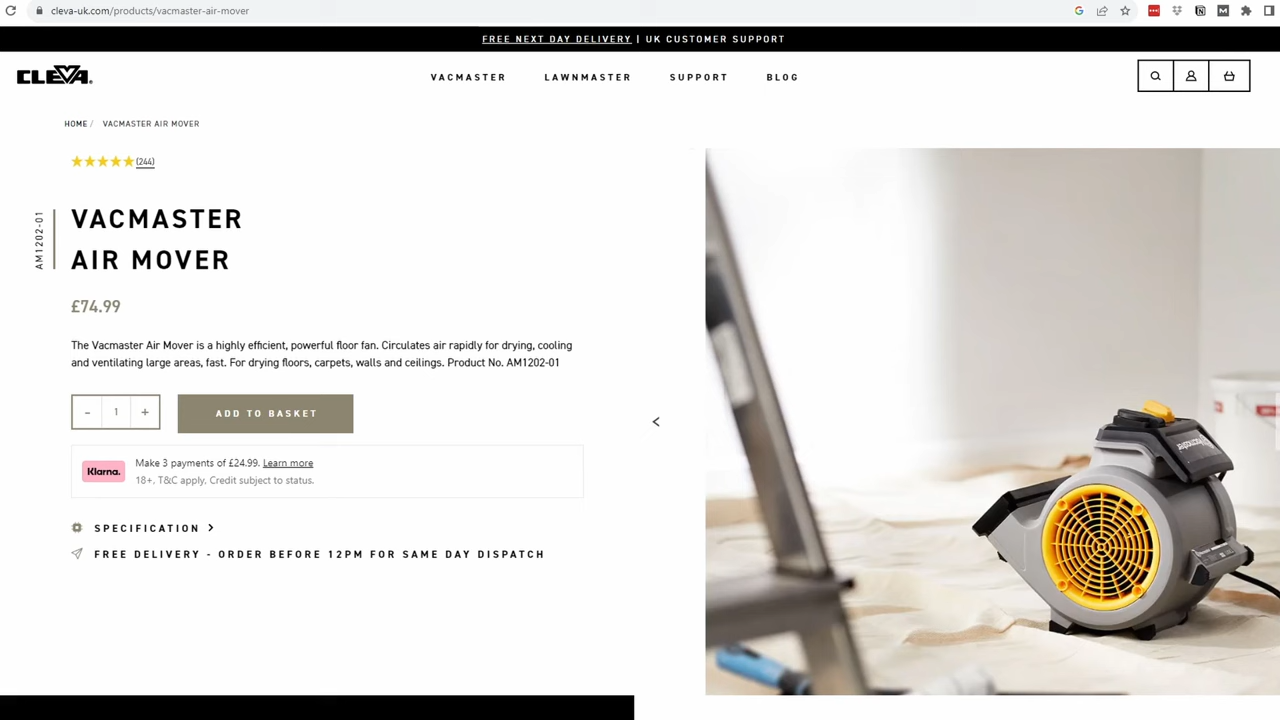 cleva-uk.com/products/vacmaster-air-mover
FREE NEXT DAY DELIVERY | UK CUSTOMER SUPPORT
CLEVA
VACMASTER LAWNMASTER SUPPORT BLOG
HOME / VACMASTER AIR MOVER
(244)
AM1202-01
VACMASTER
AIR MOVER
£74.99
The Vacmaster Air Mover is a highly efficient, powerful floor fan. Circulates air rapidly for drying, cooling
and ventilating large areas, fast. For drying floors, carpets, walls and ceilings. Product No. AM1202-01
- 1 +
ADD TO BASKET
Klarna.
Make 3 payments of £24.99. Learn more
18+, T&C apply. Credit subject to status.
SPECIFICATION >
FREE DELIVERY - ORDER BEFORE 12PM FOR SAME DAY DISPATCH